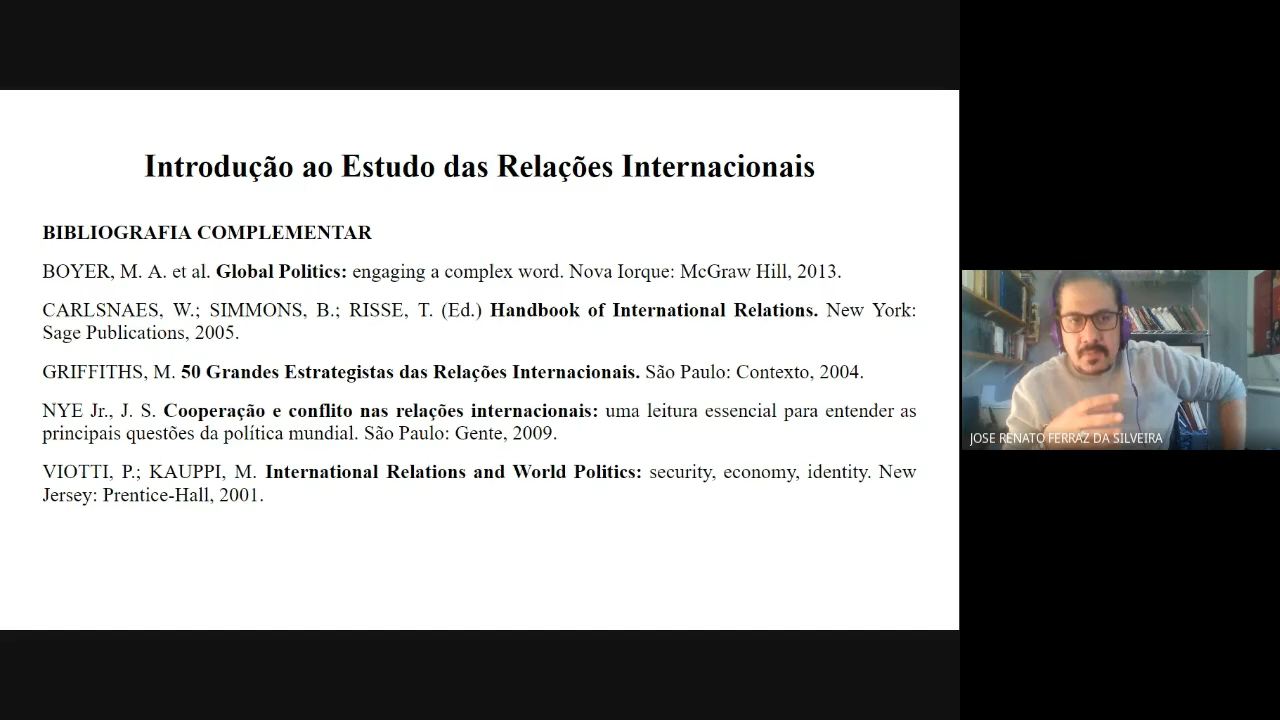 Introdução ao Estudo das Relações Internacionais
BIBLIOGRAFIA COMPLEMENTAR
BOYER, M. A. et al. Global Politics: engaging a complex word. Nova Iorque: McGraw Hill, 2013.
CARLSNAES, W.; SIMMONS, B.; RISSE, T. (Ed.) Handbook of International Relations. New York:
Sage Publications, 2005.
GRIFFITHS, M. 50 Grandes Estrategistas das Relações Internacionais. São Paulo: Contexto, 2004.
NYE Jr., J. S. Cooperação e conflito nas relações internacionais: uma leitura essencial para entender as
principais questões da política mundial. São Paulo: Gente, 2009.
VIOTTI, P.; KAUPPI, M. International Relations and World Politics: security, economy, identity. New
Jersey: Prentice-Hall, 2001.
JOSE RENATO FERRAZ DA SILVEIRA